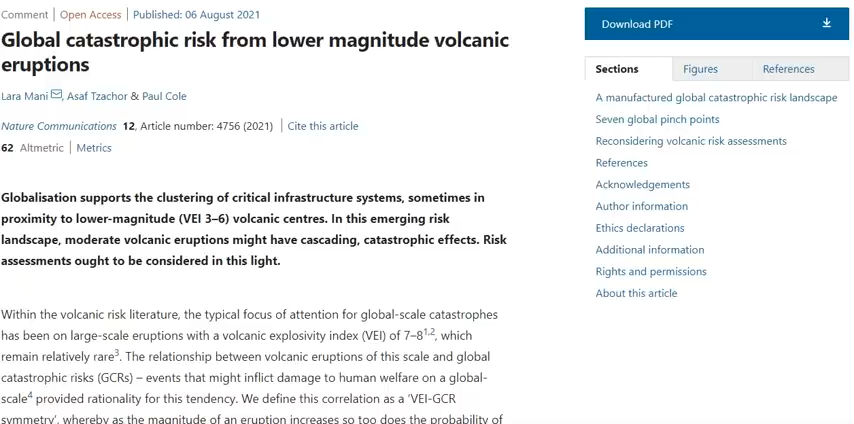 Comment | Open Access | Published: 06 August 2021
Global catastrophic risk from lower magnitude volcanic
eruptions
Lara Mani, Asaf Tzachor & Paul Cole
Nature Communications 12, Article number: 4756 (2021) | Cite this article
62 Altmetric | Metrics
Globalisation supports the clustering of critical infrastructure systems, sometimes in
proximity to lower-magnitude (VEI 3–6) volcanic centres. In this emerging risk
landscape, moderate volcanic eruptions might have cascading, catastrophic effects. Risk
assessments ought to be considered in this light.
Within the volcanic risk literature, the typical focus of attention for global-scale catastrophes
has been on large-scale eruptions with a volcanic explosivity index (VEI) of 7–81,2, which
remain relatively rare3. The relationship between volcanic eruptions of this scale and global
catastrophic risks (GCRs) – events that might inflict damage to human welfare on a global-
scale4 provided rationality for this tendency. We define this correlation as a ‘VEI-GCR
symmetry’, whereby as the magnitude of an eruption increases so too does the probability of
Download PDF
Sections Figures References
A manufactured global catastrophic risk landscape
Seven global pinch points
Reconsidering volcanic risk assessments
References
Acknowledgements
Author information
Ethics declarations
Additional information
Rights and permissions
About this article